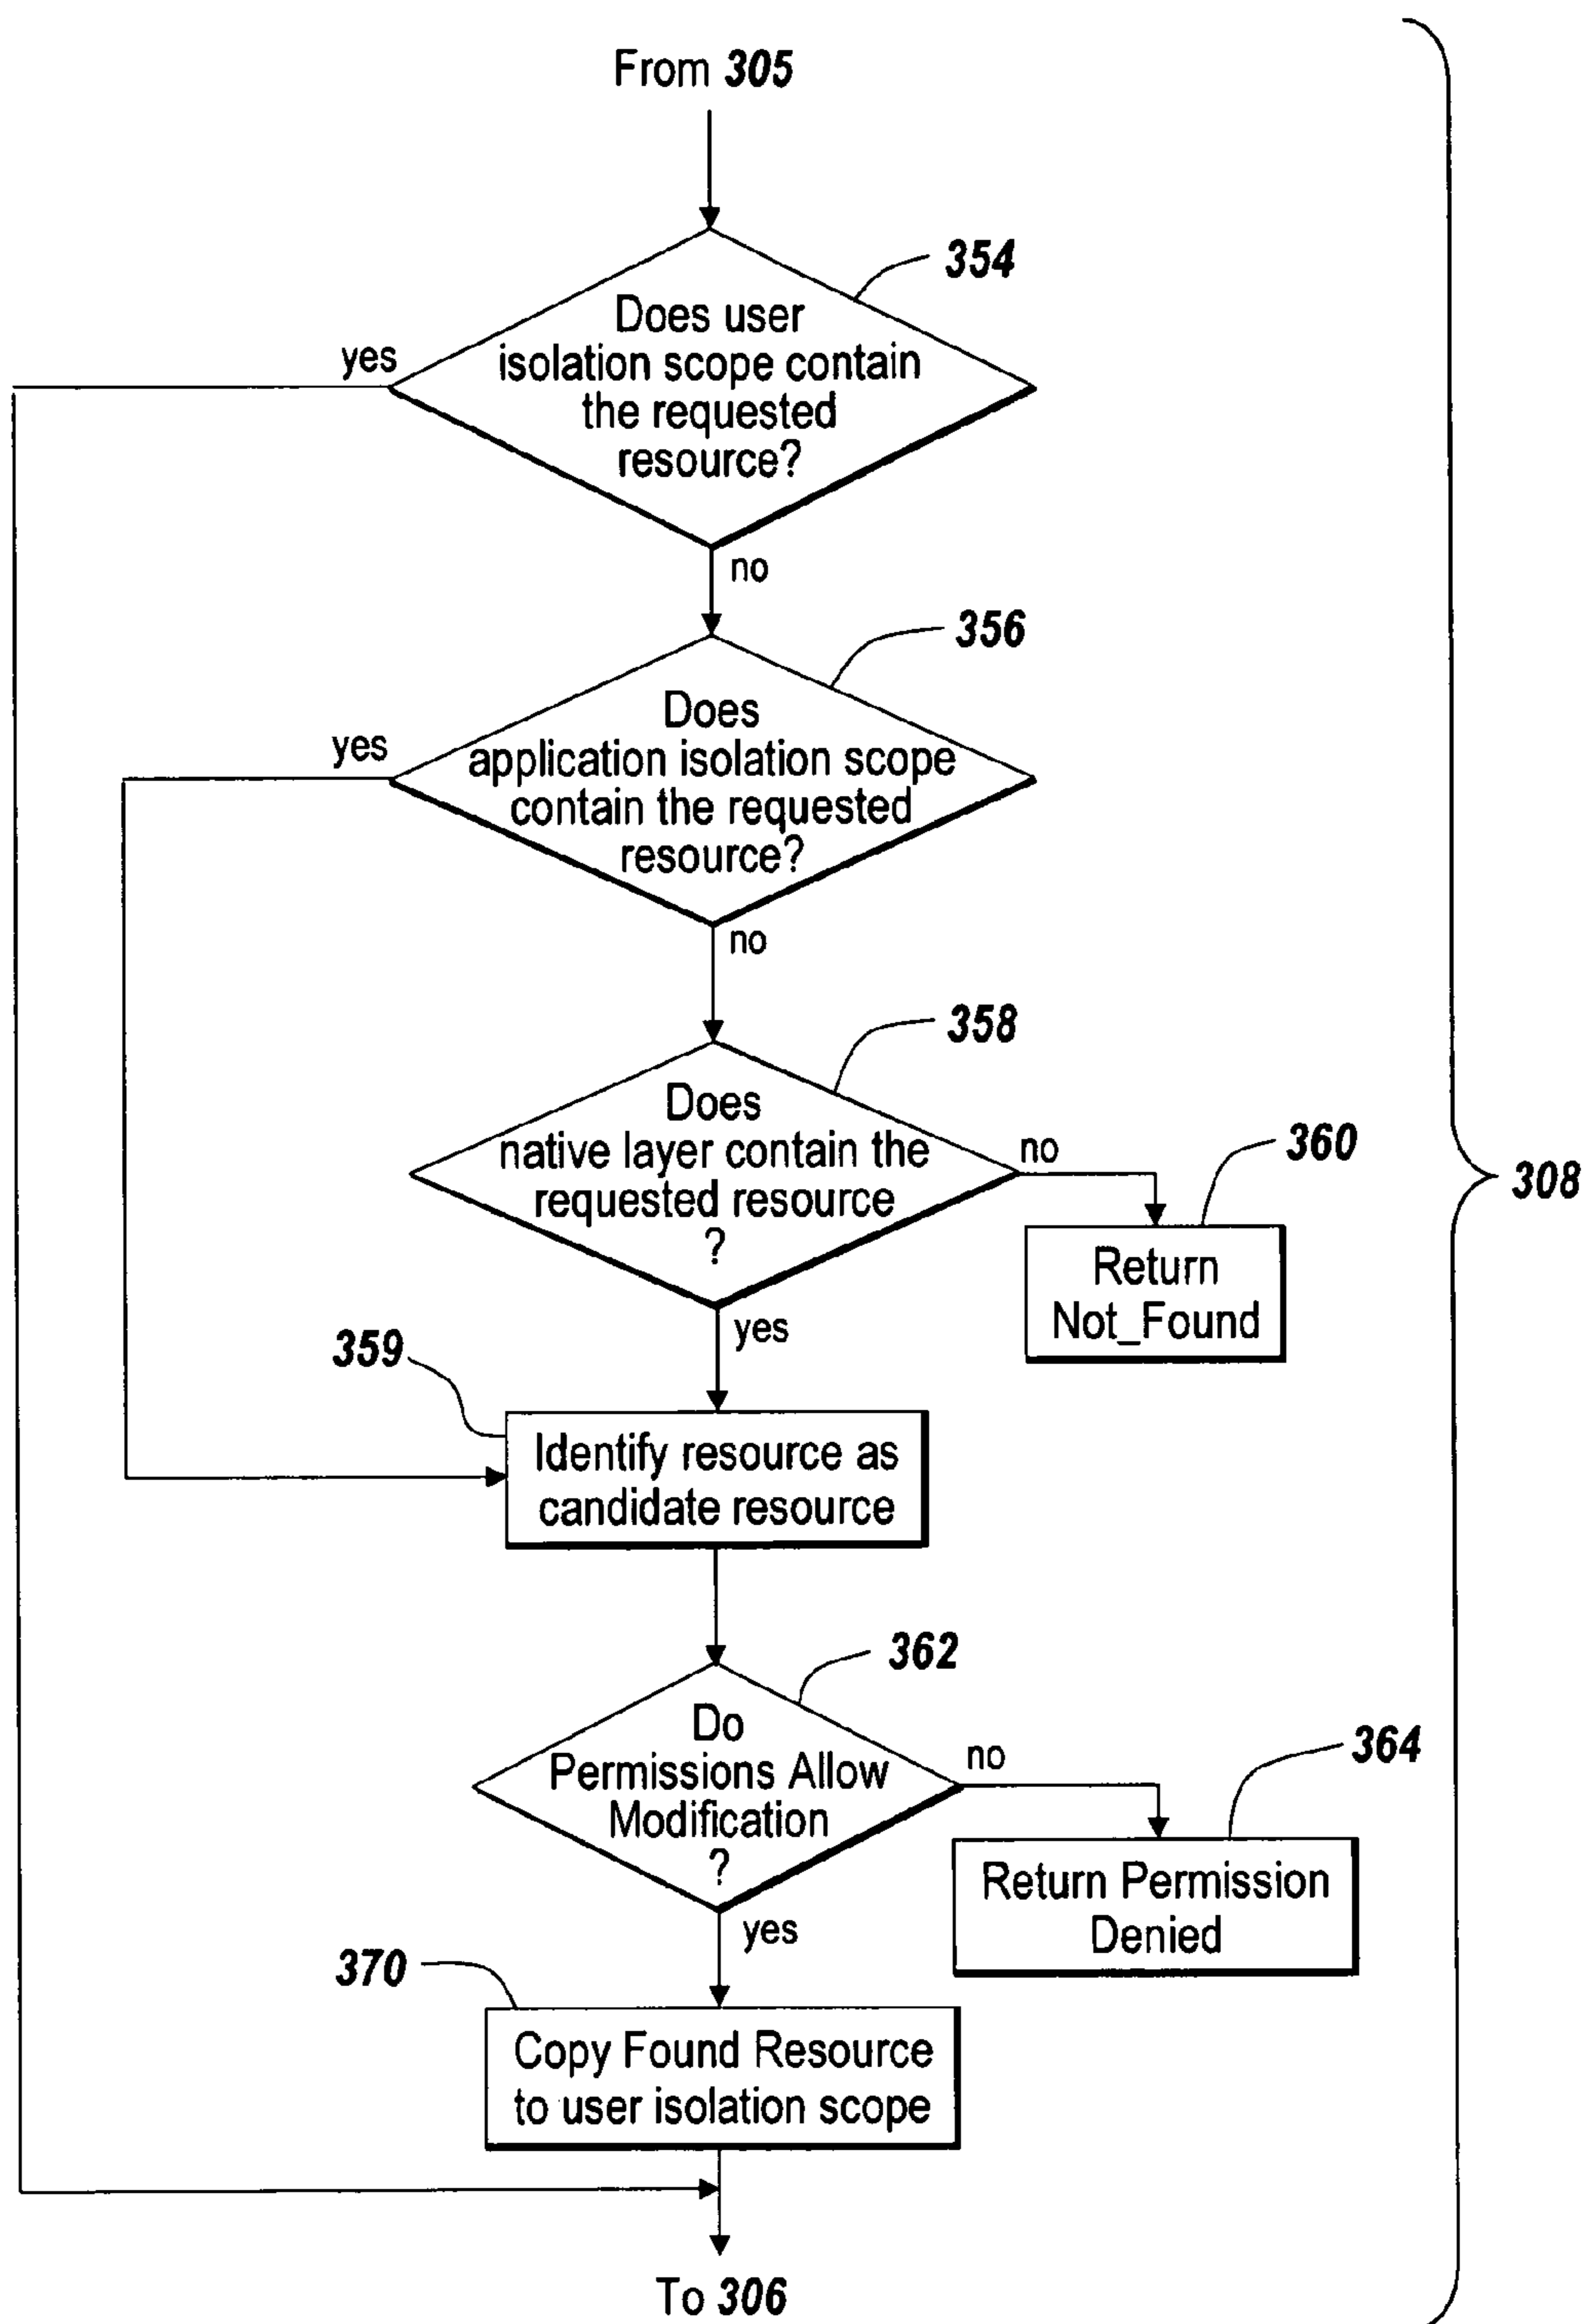 From 305
354
Does user
yes
isolation scope contain
the requested
resource?
no
356
Does
yes
application isolation scope
contain the requested
resource?
no
358
Does
native layer contain the
no
360
requested resource
?
308
Return
Not_Found
yes
359
Identify resource as
candidate resource
362
Do
Permissions Allow
no
364
Modification
?
Return Permission
Denied
yes
370
Copy Found Resource
to user isolation scope
To 306